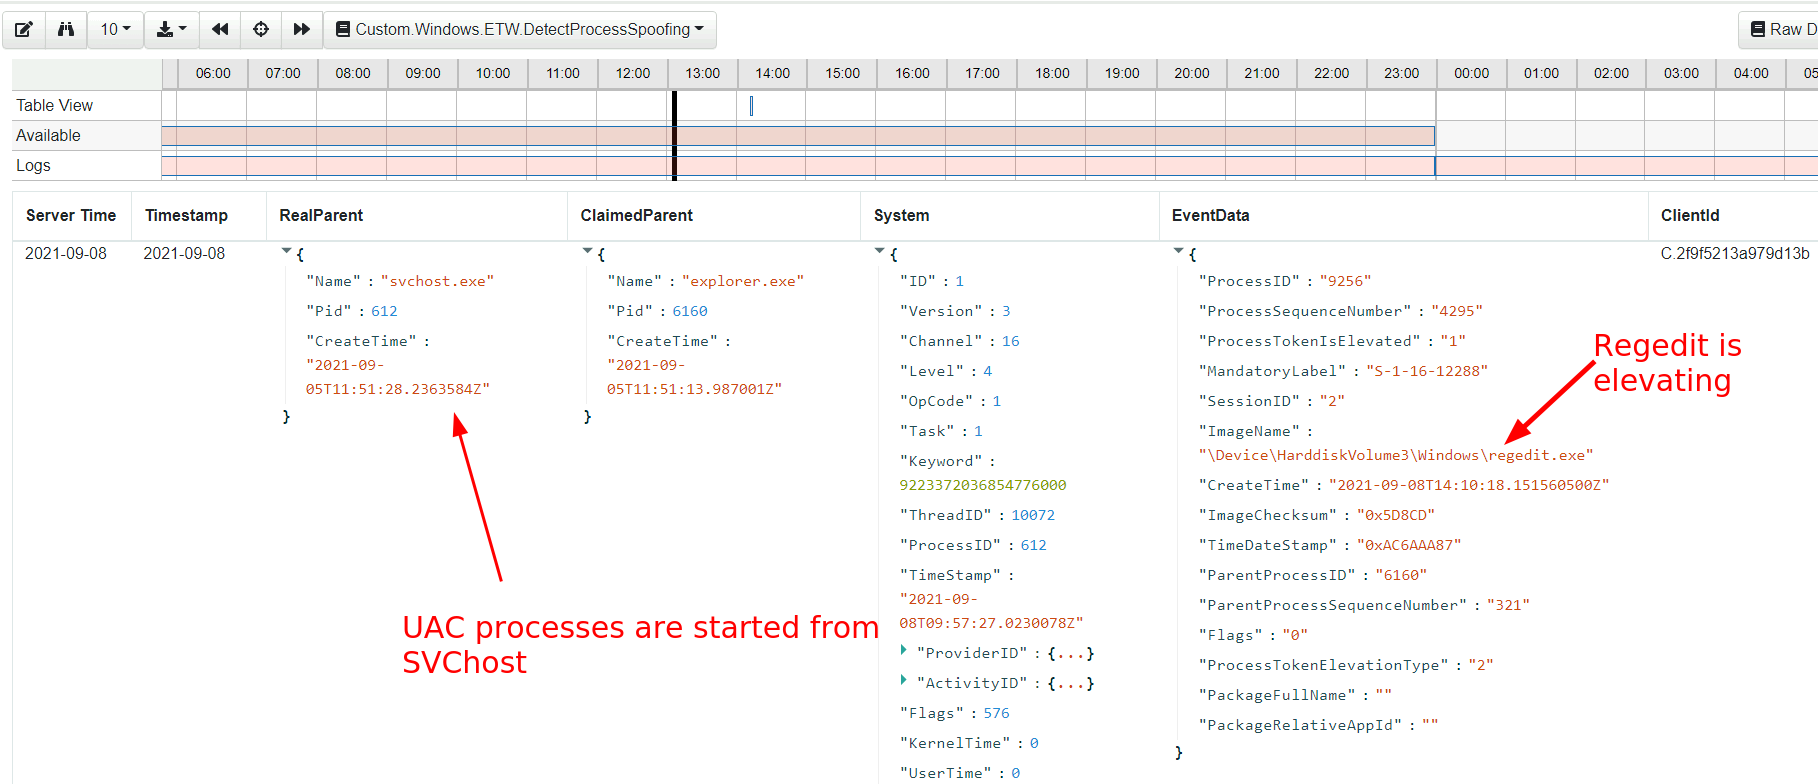 10
Custom.Windows.ETW.DetectProcessSpoofing
Raw D
06:00 07:00 08:00 09:00 10:00 11:00 12:00 13:00 14:00 15:00 16:00 17:00 18:00 19:00 20:00 21:00 22:00 23:00 00:00 01:00 02:00 03:00 04:00 05
Table View
Available
Logs
Server Time Timestamp RealParent ClaimedParent System EventData ClientId
2021-09-08
2021-09-08
{
"Name" : "svchost.exe"
"Pid" : 612
"CreateTime" :
"2021-09-
05T11:51:28.2363584Z"
}
{
"Name" : "explorer.exe"
"Pid" : 6160
"CreateTime" :
"2021-09-
05T11:51:13.987001Z"
}
{
"ID" : 1
"Version" : 3
"Channel" : 16
"Level" : 4
"OpCode" : 1
"Task" : 1
"Keyword" :
9223372036854776000
"ThreadID" : 10072
"ProcessID" : 612
"TimeStamp" :
"2021-09-
08T09:57:27.0230078Z"
"ProviderID" : {...}
"ActivityID" : {...}
"Flags" : 576
"KernelTime" : 0
"UserTime" : 0
{
"ProcessID" : "9256"
"ProcessSequenceNumber" : "4295"
"ProcessTokenIsElevated" : "1"
"MandatoryLabel" : "S-1-16-12288"
"SessionID" : "2"
"ImageName" :
"\Device\HarddiskVolume3\Windows\regedit.exe"
"CreateTime" : "2021-09-08T14:10:18.151560500Z"
"ImageChecksum" : "0x5D8CD"
"TimeDateStamp" : "0xAC6AAA87"
"ParentProcessID" : "6160"
"ParentProcessSequenceNumber" : "321"
"Flags" : "0"
"ProcessTokenElevationType" : "2"
"PackageFullName" : ""
"PackageRelativeAppId" : ""
}
C.2f9f5213a979d13b
Regedit is
elevating
UAC processes are started from
SVChost